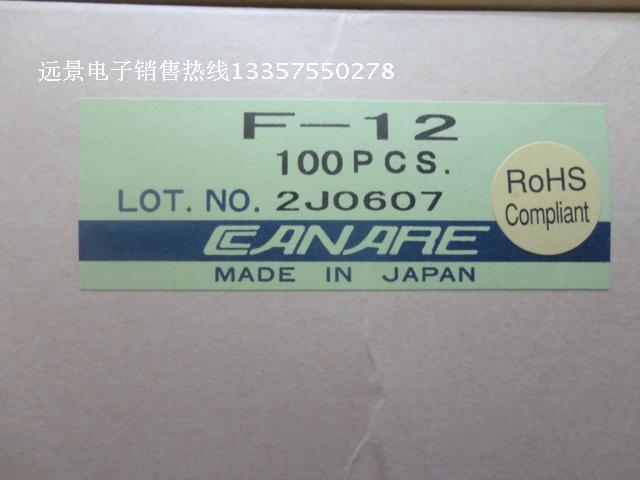 远景电子销售热线13357550278
F-12
100PCS.
LOT. NO. 2J0607
CANARE
MADE IN JAPAN
RoHS
Compliant